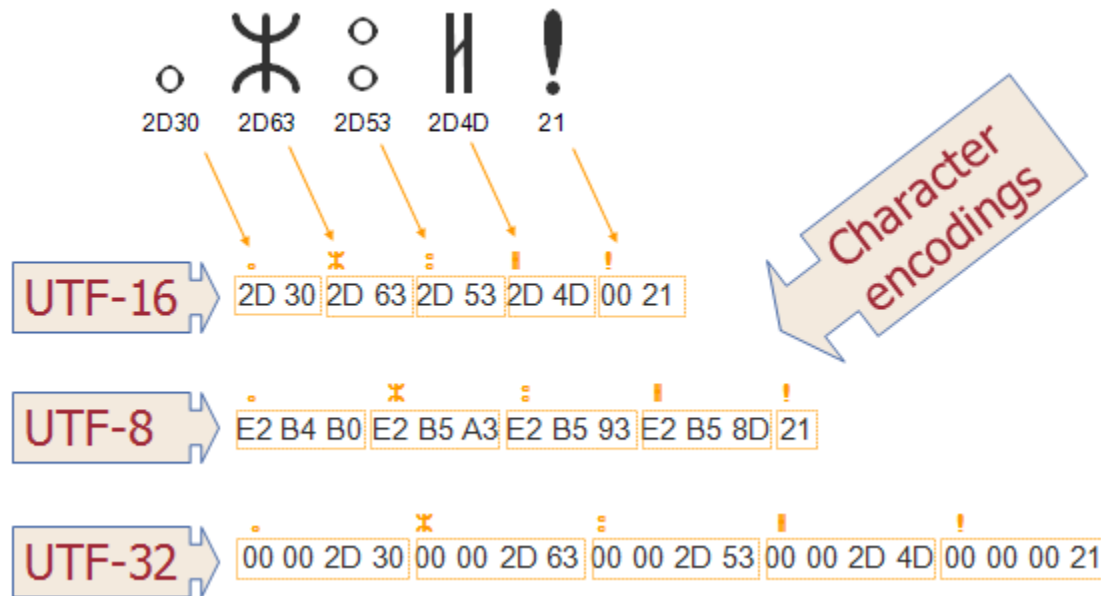 ⴰ ⵣ ⵓ ⵍ !
2D30 2D63 2D53 2D4D 21
Character
encodings
ⴰ ⵣ ⵓ ⵍ !
UTF-16 2D 30 2D 63 2D 53 2D 4D 00 21
ⴰ ⵣ ⵓ ⵍ !
UTF-8 E2 B4 B0 E2 B5 A3 E2 B5 93 E2 B5 8D 21
ⴰ ⵣ ⵓ ⵍ !
UTF-32 00 00 2D 30 00 00 2D 63 00 00 2D 53 00 00 2D 4D 00 00 00 21